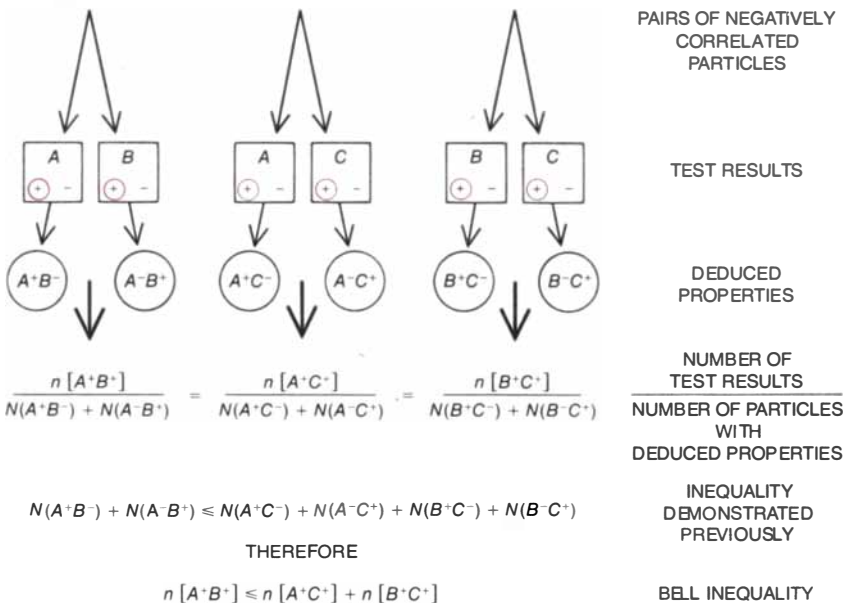 PAIRS OF NEGATIVELY
CORRELATED
PARTICLES
A B A C B C
+ - + - + - + - + - + -
TEST RESULTS
A⁺B⁻ A⁻B⁺ A⁺C⁻ A⁻C⁺ B⁺C⁻ B⁻C⁺
DEDUCED
PROPERTIES
n [A⁺B⁺] = n [A⁺C⁺] = n [B⁺C⁺]
N(A⁺B⁻) + N(A⁻B⁺) N(A⁺C⁻) + N(A⁻C⁺) N(B⁺C⁻) + N(B⁻C⁺)
NUMBER OF
TEST RESULTS
NUMBER OF PARTICLES
WITH
DEDUCED PROPERTIES
N(A⁺B⁻) + N(A⁻B⁺) ≤ N(A⁺C⁻) + N(A⁻C⁺) + N(B⁺C⁻) + N(B⁻C⁺)
INEQUALITY
DEMONSTRATED
PREVIOUSLY
THEREFORE
n [A⁺B⁺] ≤ n [A⁺C⁺] + n [B⁺C⁺]
BELL INEQUALITY